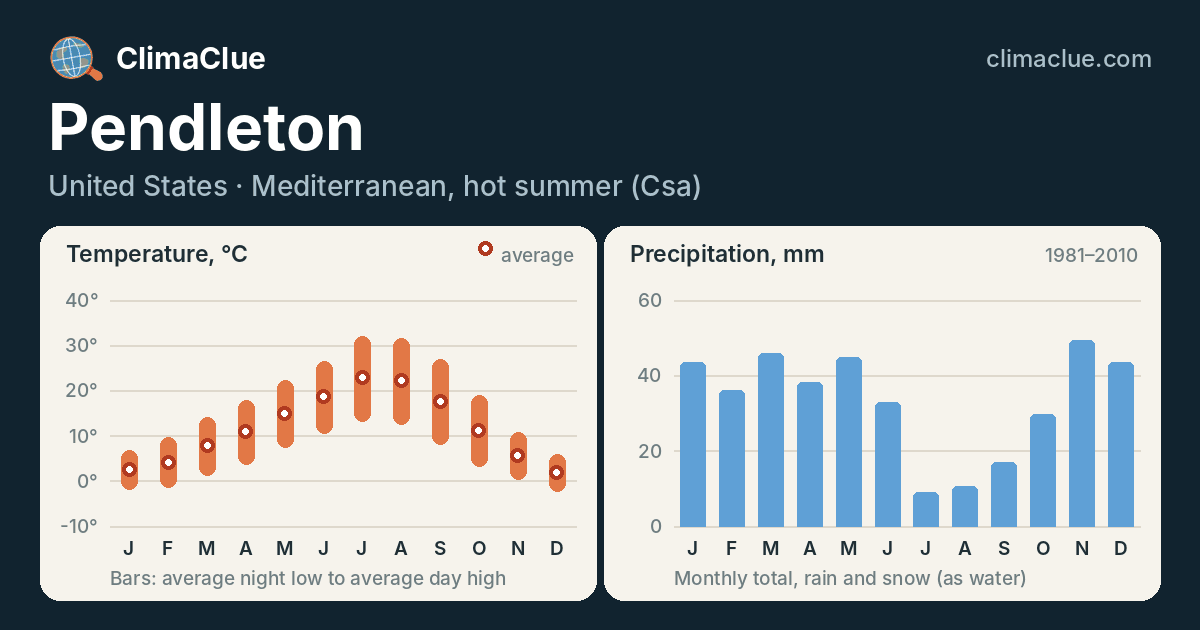 ClimaClue
climaclue.com
Pendleton
United States · Mediterranean, hot summer (Csa)
Temperature, °C
average
40°
30°
20°
10°
0°
-10°
J F M A M J J A S O N D
Bars: average night low to average day high
Precipitation, mm
1981–2010
60
40
20
0
J F M A M J J A S O N D
Monthly total, rain and snow (as water)